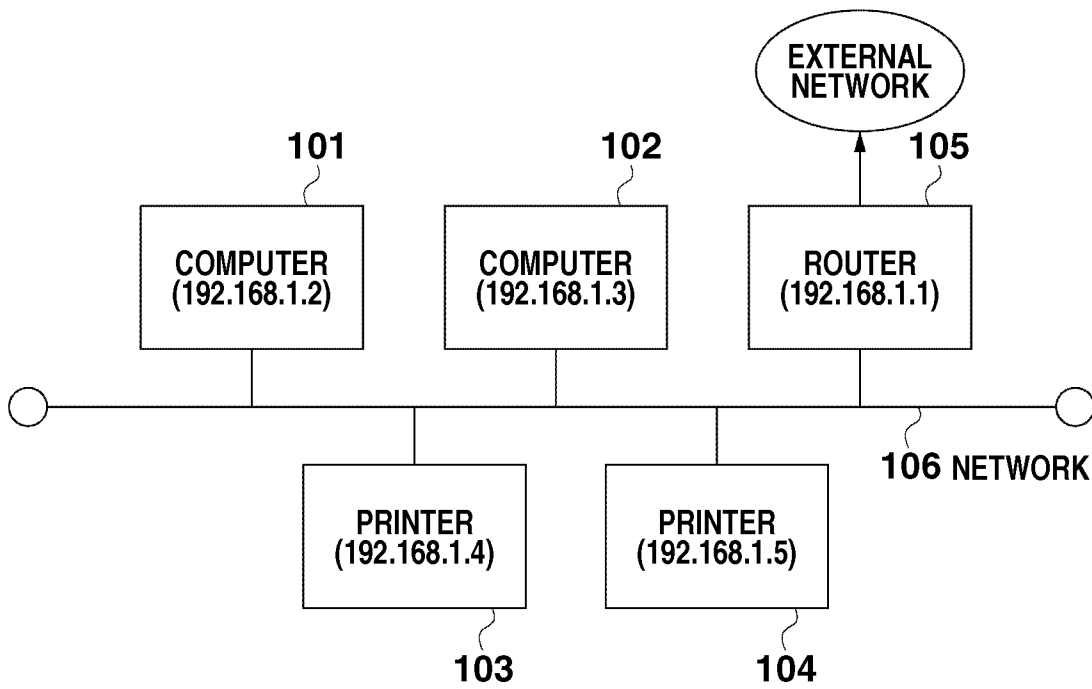 EXTERNAL
NETWORK
101
102
105
COMPUTER
(192.168.1.2)
COMPUTER
(192.168.1.3)
ROUTER
(192.168.1.1)
106 NETWORK
PRINTER
(192.168.1.4)
PRINTER
(192.168.1.5)
103
104